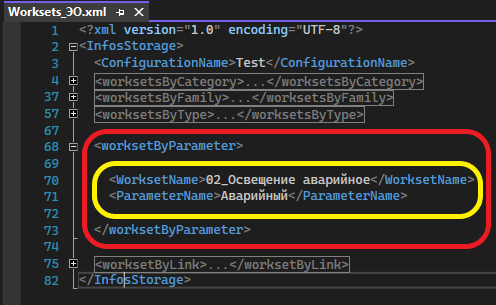 Worksets_ЭО.xml
1 <?xml version="1.0" encoding="UTF-8"?>
2 <InfosStorage>
3 <ConfigurationName>Test</ConfigurationName>
4 <worksetsByCategory>...</worksetsByCategory>
37 <worksetsByFamily>...</worksetsByFamily>
57 <worksetsByType>...</worksetsByType>
67
68 <worksetByParameter>
69
70 <WorksetName>02_Освещение аварийное</WorksetName>
71 <ParameterName>Аварийный</ParameterName>
72
73 </worksetByParameter>
74
75 <worksetByLink>...</worksetByLink>
82 </InfosStorage>